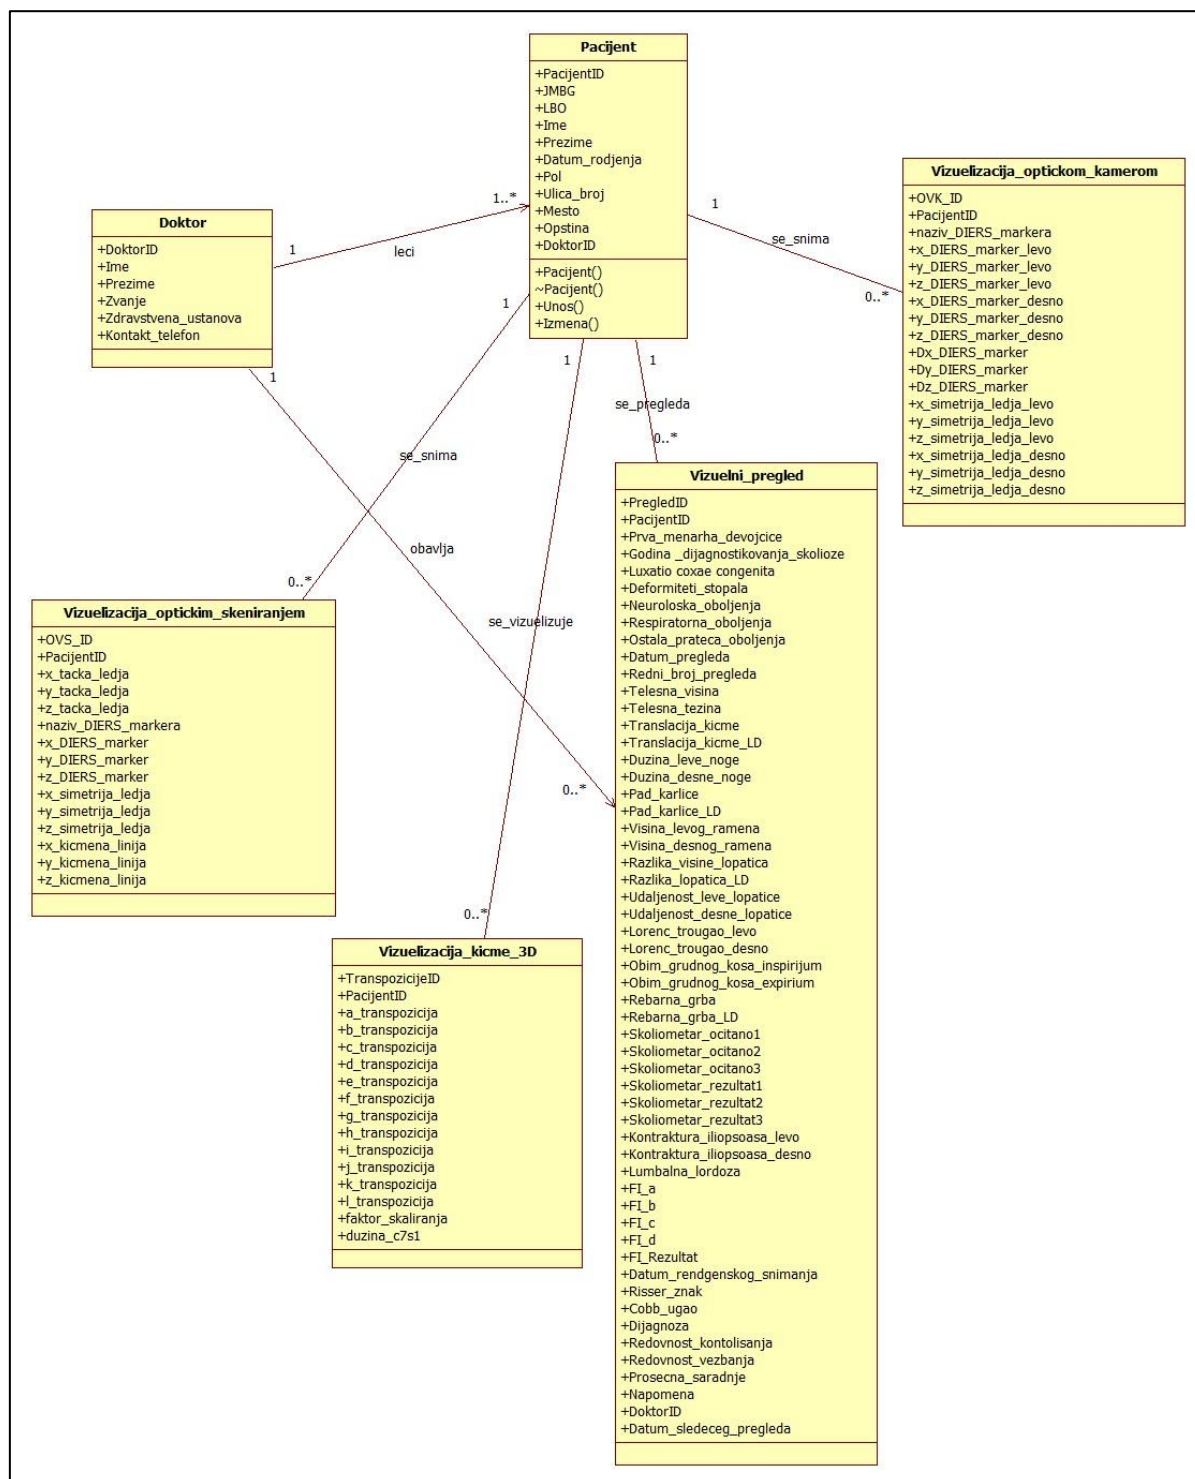 Pacijent
+PacijentID
+JMBG
+LBO
+Ime
+Prezime
+Datum_rodjenja
+Pol
+Ulica_broj
+Mesto
+Opstina
+DoktorID
+Pacijent()
~Pacijent()
+Unos()
+Izmena()
Doktor
+DoktorID
+Ime
+Prezime
+Zvanje
+Zdravstvena_ustanova
+Kontakt_telefon
1
leci
1..*
1
se_snima
0..*
Vizuelizacija_optickom_kamerom
+OVK_ID
+PacijentID
+naziv_DIERS_markera
+x_DIERS_marker_levo
+y_DIERS_marker_levo
+z_DIERS_marker_levo
+x_DIERS_marker_desno
+y_DIERS_marker_desno
+z_DIERS_marker_desno
+Dx_DIERS_marker
+Dy_DIERS_marker
+Dz_DIERS_marker
+x_simetrija_ledja_levo
+y_simetrija_ledja_levo
+z_simetrija_ledja_levo
+x_simetrija_ledja_desno
+y_simetrija_ledja_desno
+z_simetrija_ledja_desno
1
se_snima
0..*
1
obavlja
0..*
1
se_vizuelizuje
0..*
1
se_pregleda
0..*
Vizuelizacija_optickim_skeniranjem
+OVS_ID
+PacijentID
+x_tacka_ledja
+y_tacka_ledja
+z_tacka_ledja
+naziv_DIERS_markera
+x_DIERS_marker
+y_DIERS_marker
+z_DIERS_marker
+x_simetrija_ledja
+y_simetrija_ledja
+z_simetrija_ledja
+x_kicmena_linija
+y_kicmena_linija
+z_kicmena_linija
Vizuelizacija_kicme_3D
+TranspozicijeID
+PacijentID
+a_transpozicija
+b_transpozicija
+c_transpozicija
+d_transpozicija
+e_transpozicija
+f_transpozicija
+g_transpozicija
+h_transpozicija
+i_transpozicija
+j_transpozicija
+k_transpozicija
+l_transpozicija
+faktor_skaliranja
+duzina_c7s1
Vizuelni_pregled
+PregledID
+PacijentID
+Prva_menarha_devojcice
+Godina _dijagnostikovanja_skolioze
+Luxatio coxae congenita
+Deformiteti_stopala
+Neuroloska_oboljenja
+Respiratorna_oboljenja
+Ostala_prateca_oboljenja
+Datum_pregleda
+Redni_broj_pregleda
+Telesna_visina
+Telesna_tezina
+Translacija_kicme
+Translacija_kicme_LD
+Duzina_leve_noge
+Duzina_desne_noge
+Pad_karlice
+Pad_karlice_LD
+Visina_levog_ramena
+Visina_desnog_ramena
+Razlika_visine_lopatica
+Razlika_lopatica_LD
+Udaljenost_leve_lopatice
+Udaljenost_desne_lopatice
+Lorenc_trougao_levo
+Lorenc_trougao_desno
+Obim_grudnog_kosa_inspirijum
+Obim_grudnog_kosa_expirium
+Rebarna_grba
+Rebarna_grba_LD
+Skoliometar_ocitano1
+Skoliometar_ocitano2
+Skoliometar_ocitano3
+Skoliometar_rezultat1
+Skoliometar_rezultat2
+Skoliometar_rezultat3
+Kontraktura_iliopsoasa_levo
+Kontraktura_iliopsoasa_desno
+Lumbalna_lordoza
+FI_a
+FI_b
+FI_c
+FI_d
+FI_Rezultat
+Datum_rendgenskog_snimanja
+Risser_znak
+Cobb_ugao
+Dijagnoza
+Redovnost_kontolisanja
+Redovnost_vezbanja
+Prosecna_saradnje
+Napomena
+DoktorID
+Datum_sledeceg_pregleda